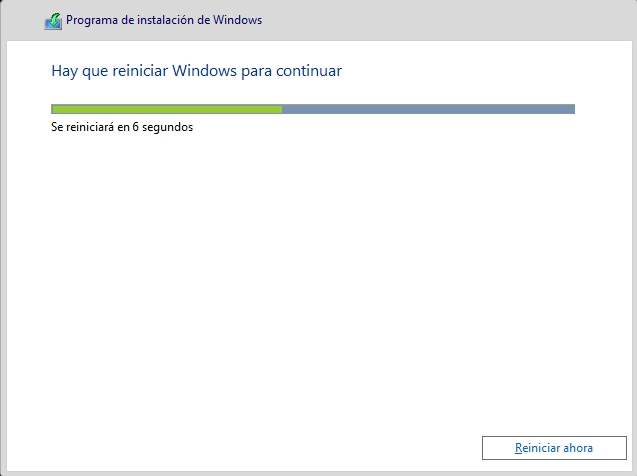 Programa de instalación de Windows
Hay que reiniciar Windows para continuar
Se reiniciará en 6 segundos
Reiniciar ahora